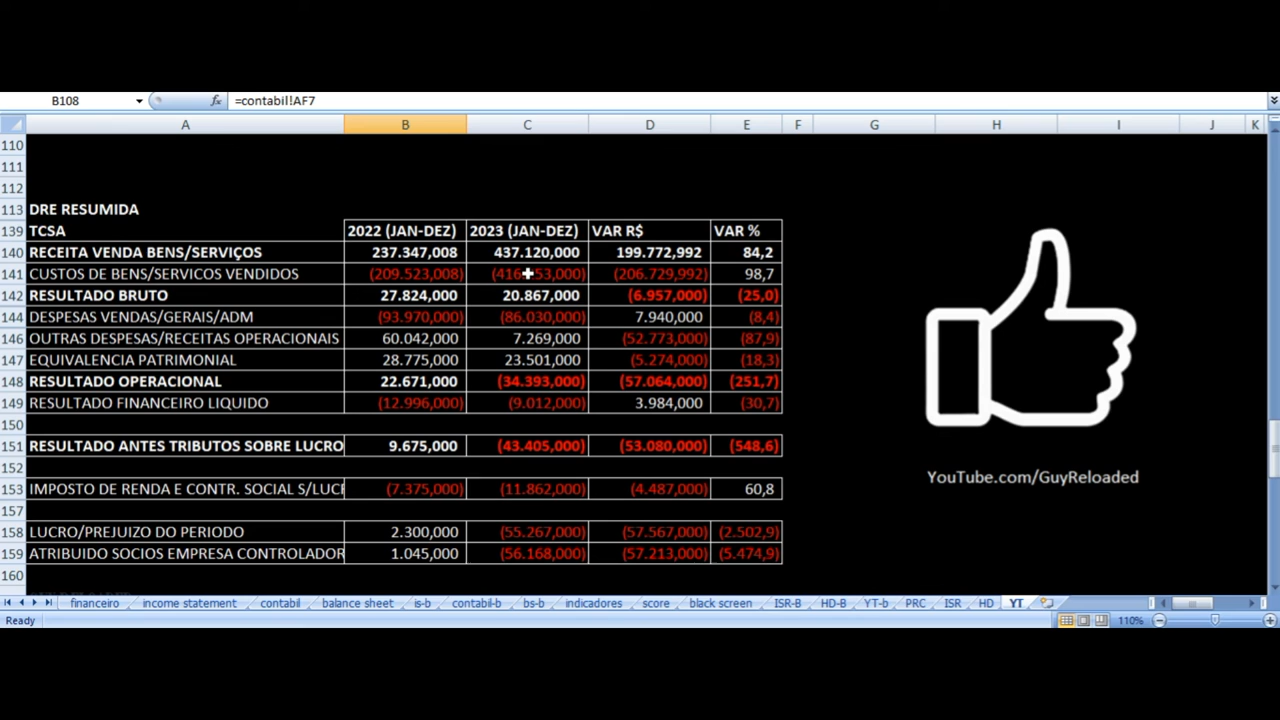 B108 fx =contabil!AF7
A B C D E F G H I J K
110
111
112
113 DRE RESUMIDA
139 TCSA 2022 (JAN-DEZ) 2023 (JAN-DEZ) VAR R$ VAR %
140 RECEITA VENDA BENS/SERVIÇOS 237.347,008 437.120,000 199.772,992 84,2
141 CUSTOS DE BENS/SERVICOS VENDIDOS (209.523,008) (206.729,992) 98,7
142 RESULTADO BRUTO 27.824,000 20.867,000 (6.957,000) (25,0)
144 DESPESAS VENDAS/GERAIS/ADM (93.970,000) (86.030,000) 7.940,000 (8,4)
146 OUTRAS DESPESAS/RECEITAS OPERACIONAIS 60.042,000 7.269,000 (52.773,000) (87,9)
147 EQUIVALENCIA PATRIMONIAL 28.775,000 23.501,000 (5.274,000) (18,3)
148 RESULTADO OPERACIONAL 22.671,000 (34.393,000) (57.064,000) (251,7)
149 RESULTADO FINANCEIRO LIQUIDO (12.996,000) (9.012,000) 3.984,000 (30,7)
150
151 RESULTADO ANTES TRIBUTOS SOBRE LUCRO 9.675,000 (43.405,000) (53.080,000) (548,6)
152
153 IMPOSTO DE RENDA E CONTR. SOCIAL S/LUCR (7.375,000) (11.862,000) (4.487,000) 60,8
157
158 LUCRO/PREJUIZO DO PERIODO 2.300,000 (55.267,000) (57.567,000) (2.502,9)
159 ATRIBUIDO SOCIOS EMPRESA CONTROLADOR 1.045,000 (56.168,000) (57.213,000) (5.474,9)
160
YouTube.com/GuyReloaded
financeiro income statement contabil balance sheet is-b contabil-b bs-b indicadores score black screen ISR-B HD-B YT-b PRC ISR HD YT
Ready 110%